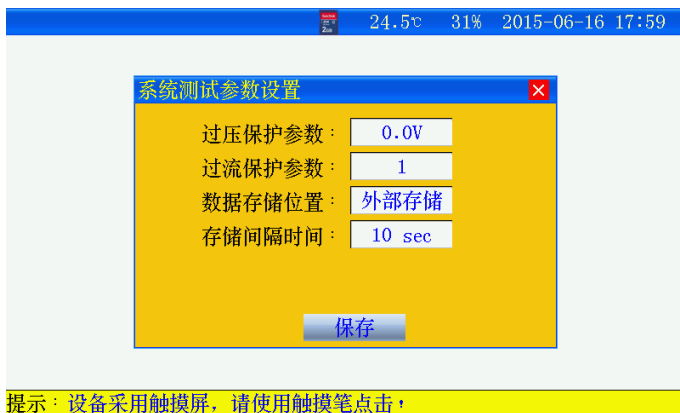 24.5℃ 31% 2015-06-16 17:59
系统测试参数设置
过压保护参数： 0.0V
过流保护参数： 1
数据存储位置： 外部存储
存储间隔时间： 10 sec
保存
提示：设备采用触摸屏，请使用触摸笔点击！